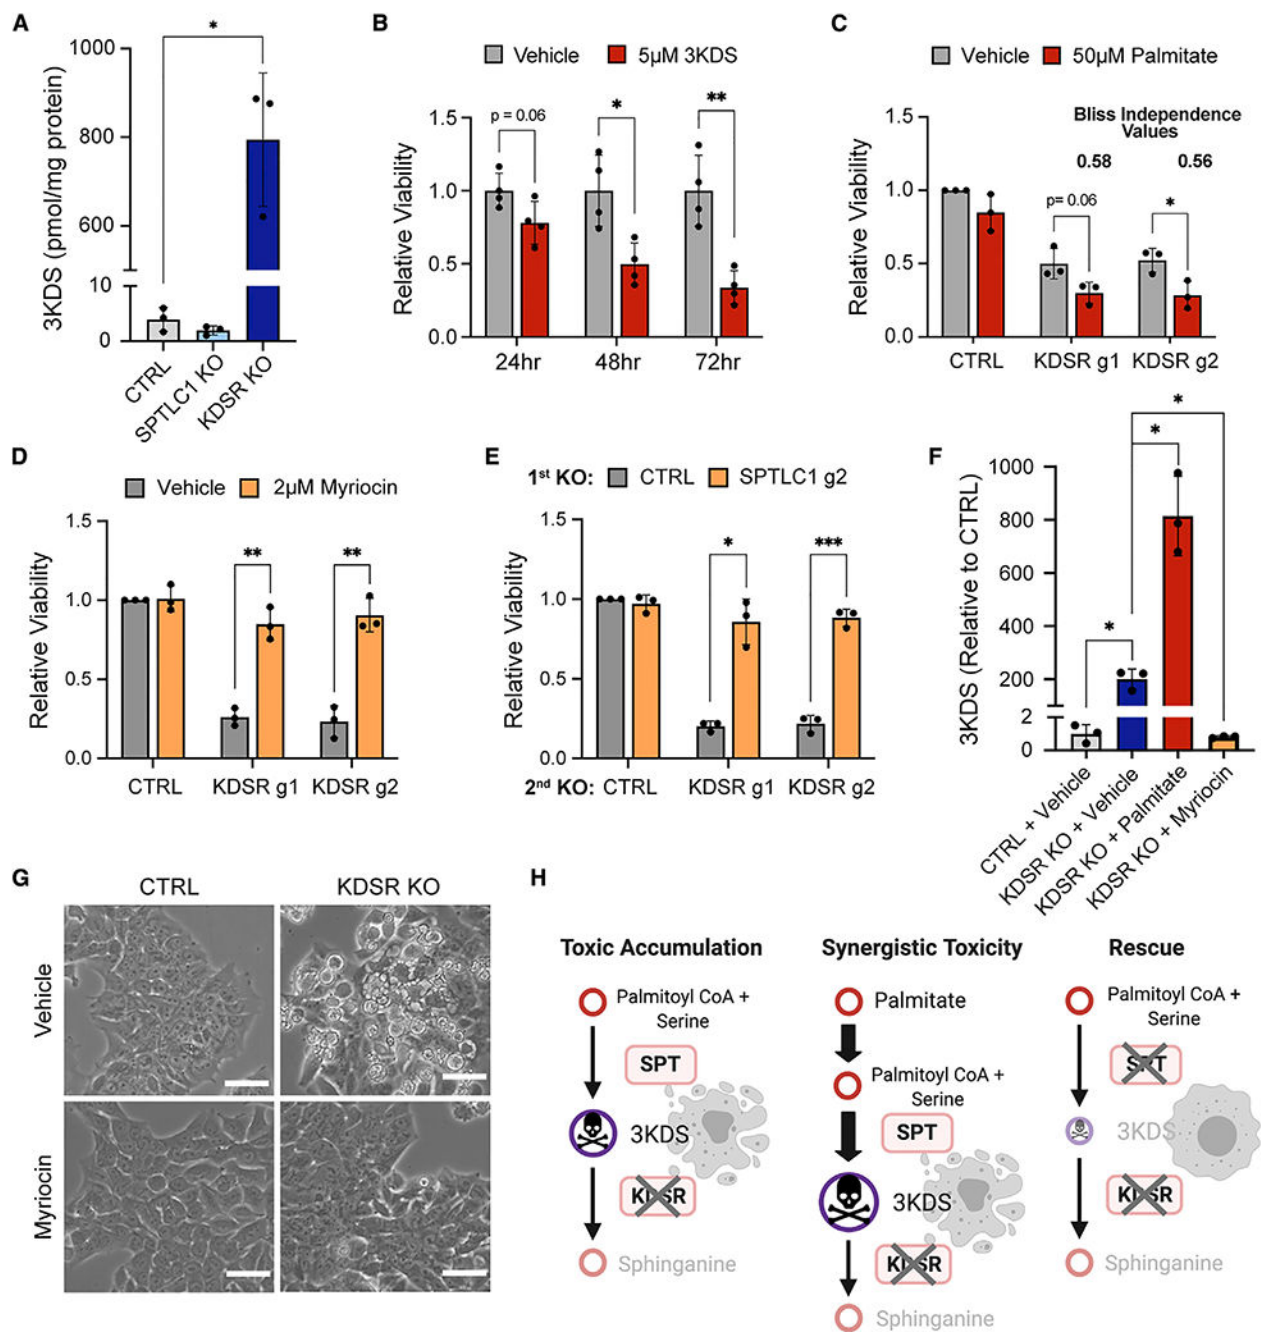 A
*
3KDS (pmol/mg protein)
1000
800
600
10
0
CTRL
SPTLC1 KO
KDSR KO
B
Vehicle
5µM 3KDS
Relative Viability
1.5
1.0
0.5
0.0
p = 0.06
*
**
24hr
48hr
72hr
C
Vehicle
50µM Palmitate
Bliss Independence
Values
0.58
0.56
Relative Viability
1.5
1.0
0.5
0.0
p= 0.06
*
CTRL
KDSR g1
KDSR g2
D
Vehicle
2µM Myriocin
Relative Viability
1.5
1.0
0.5
0.0
**
**
CTRL
KDSR g1
KDSR g2
E
1st KO:
CTRL
SPTLC1 g2
Relative Viability
1.5
1.0
0.5
0.0
*
***
2nd KO:
CTRL
KDSR g1
KDSR g2
F
3KDS (Relative to CTRL)
1000
800
600
400
200
2
0
*
*
*
CTRL + Vehicle
KDSR KO + Vehicle
KDSR KO + Palmitate
KDSR KO + Myriocin
G
CTRL
KDSR KO
Vehicle
Myriocin
H
Toxic Accumulation
Palmitoyl CoA +
Serine
SPT
3KDS
KDSR
Sphinganine
Synergistic Toxicity
Palmitate
Palmitoyl CoA +
Serine
SPT
3KDS
KDSR
Sphinganine
Rescue
Palmitoyl CoA +
Serine
SPT
3KDS
KDSR
Sphinganine